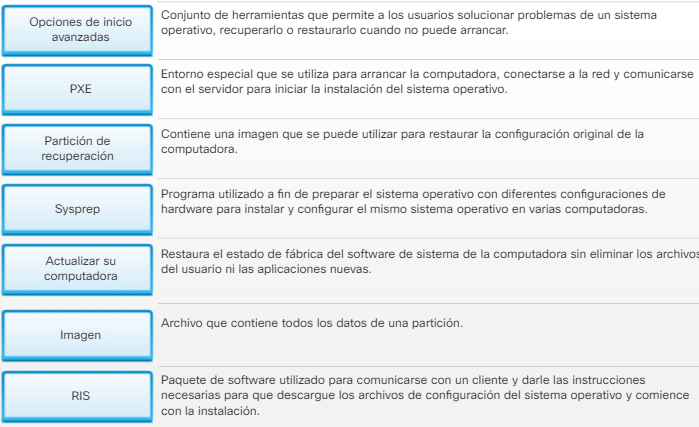 Opciones de inicio
avanzadas
Conjunto de herramientas que permite a los usuarios solucionar problemas de un sistema
operativo, recuperarlo o restaurarlo cuando no puede arrancar.
PXE
Entorno especial que se utiliza para arrancar la computadora, conectarse a la red y comunicarse
con el servidor para iniciar la instalación del sistema operativo.
Partición de
recuperación
Contiene una imagen que se puede utilizar para restaurar la configuración original de la
computadora.
Sysprep
Programa utilizado a fin de preparar el sistema operativo con diferentes configuraciones de
hardware para instalar y configurar el mismo sistema operativo en varias computadoras.
Actualizar su
computadora
Restaura el estado de fábrica del software de sistema de la computadora sin eliminar los archivos
del usuario ni las aplicaciones nuevas.
Imagen
Archivo que contiene todos los datos de una partición.
RIS
Paquete de software utilizado para comunicarse con un cliente y darle las instrucciones
necesarias para que descargue los archivos de configuración del sistema operativo y comience
con la instalación.